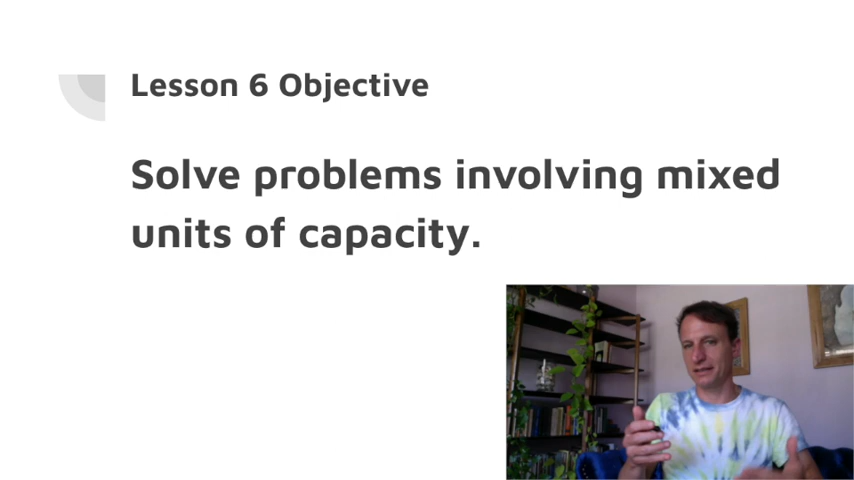 Lesson 6 Objective
Solve problems involving mixed
units of capacity.